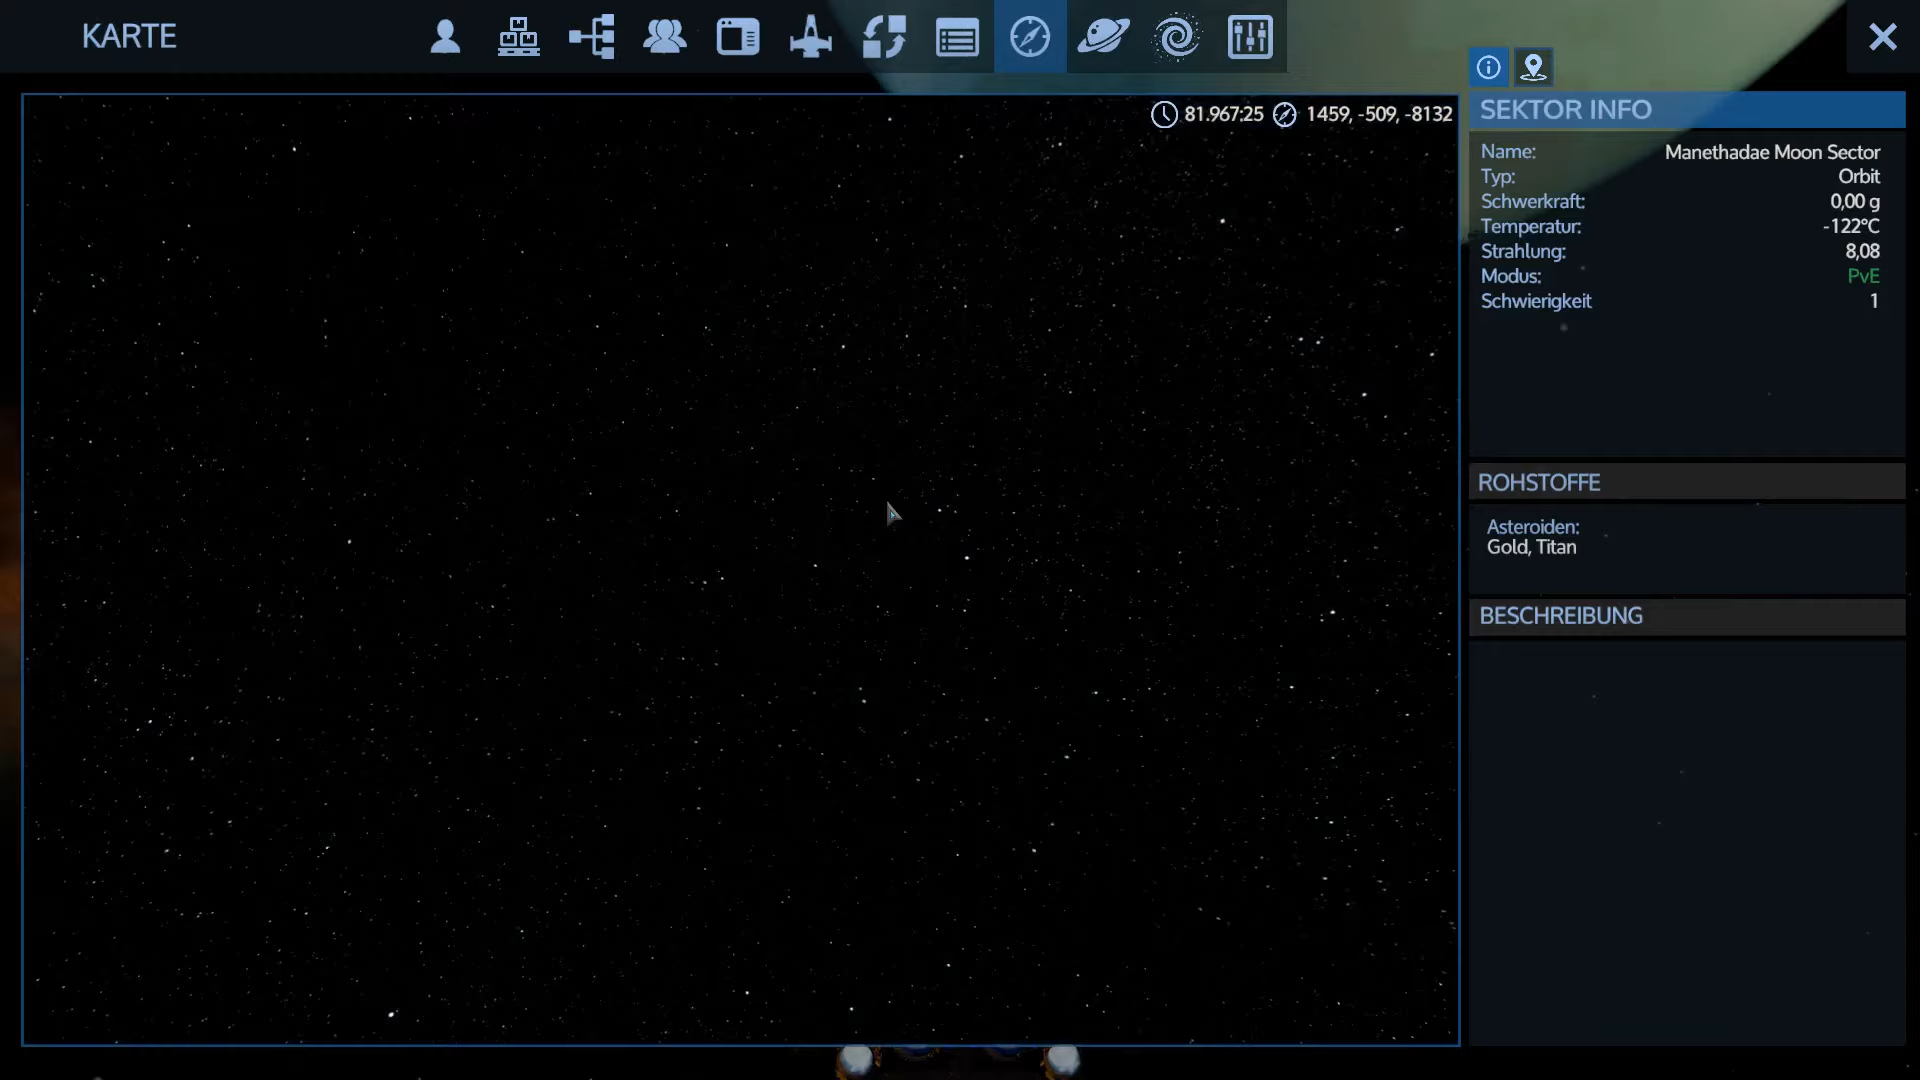 KARTE
81.967:25 1459, -509, -8132
SEKTOR INFO
Name: Manethadae Moon Sector
Typ: Orbit
Schwerkraft: 0,00 g
Temperatur: -122°C
Strahlung: 8,08
Modus: PvE
Schwierigkeit 1
ROHSTOFFE
Asteroiden:
Gold, Titan
BESCHREIBUNG